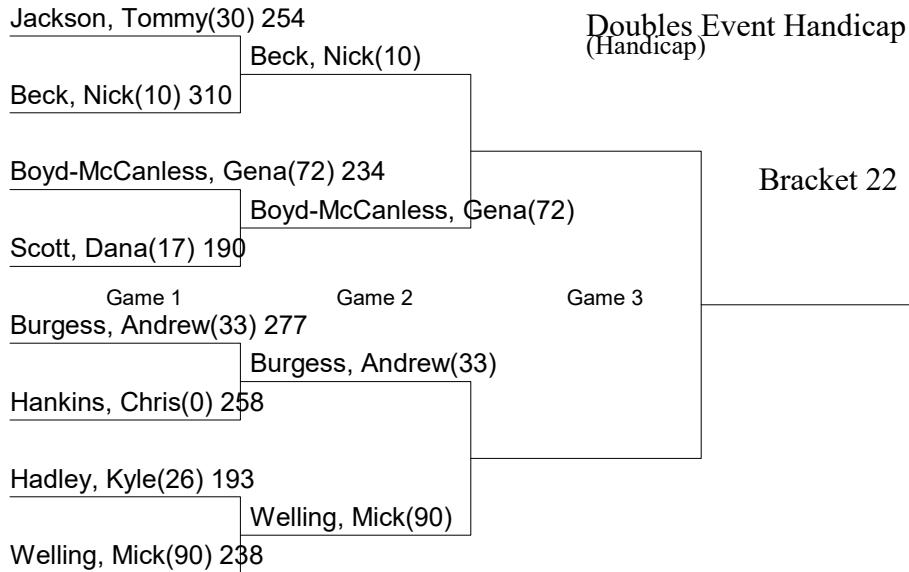 Jackson, Tommy(30) 254
Doubles Event Handicap
(Handicap)
Beck, Nick(10)
Beck, Nick(10) 310
Boyd-McCanless, Gena(72) 234
Bracket 22
Boyd-McCanless, Gena(72)
Scott, Dana(17) 190
Game 1
Game 2
Game 3
Burgess, Andrew(33) 277
Burgess, Andrew(33)
Hankins, Chris(0) 258
Hadley, Kyle(26) 193
Welling, Mick(90)
Welling, Mick(90) 238